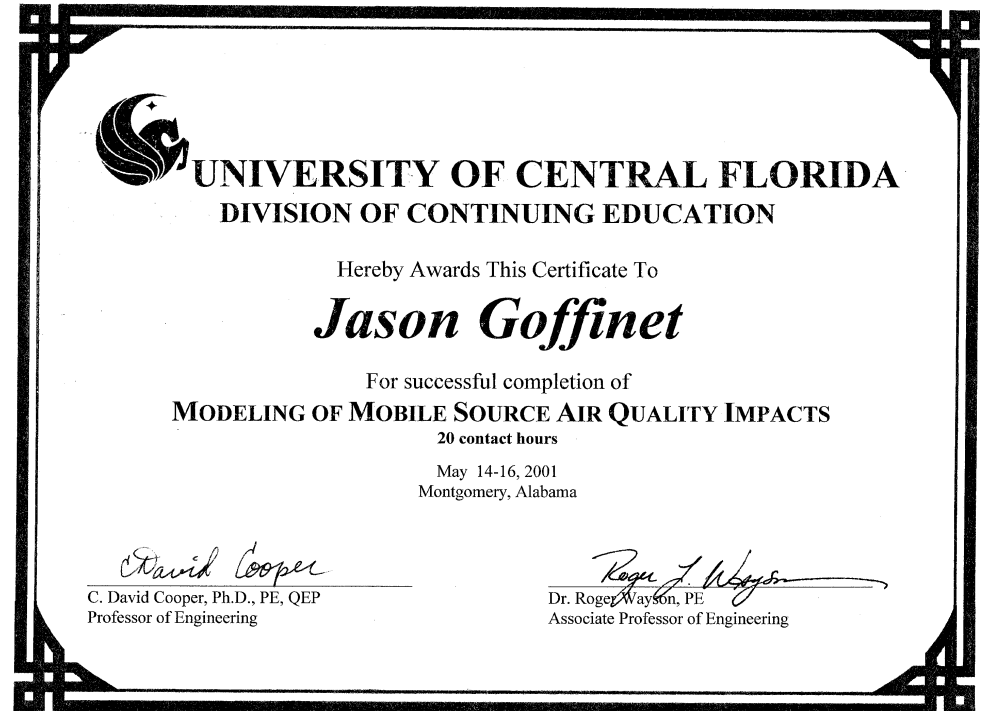 UNIVERSITY OF CENTRAL FLORIDA
DIVISION OF CONTINUING EDUCATION
Hereby Awards This Certificate To
Jason Goffinet
For successful completion of
MODELING OF MOBILE SOURCE AIR QUALITY IMPACTS
20 contact hours
May 14-16, 2001
Montgomery, Alabama
CDavid Cooper
C. David Cooper, Ph.D., PE, QEP
Professor of Engineering
Roger L. Wayson
Dr. Roger Wayson, PE
Associate Professor of Engineering